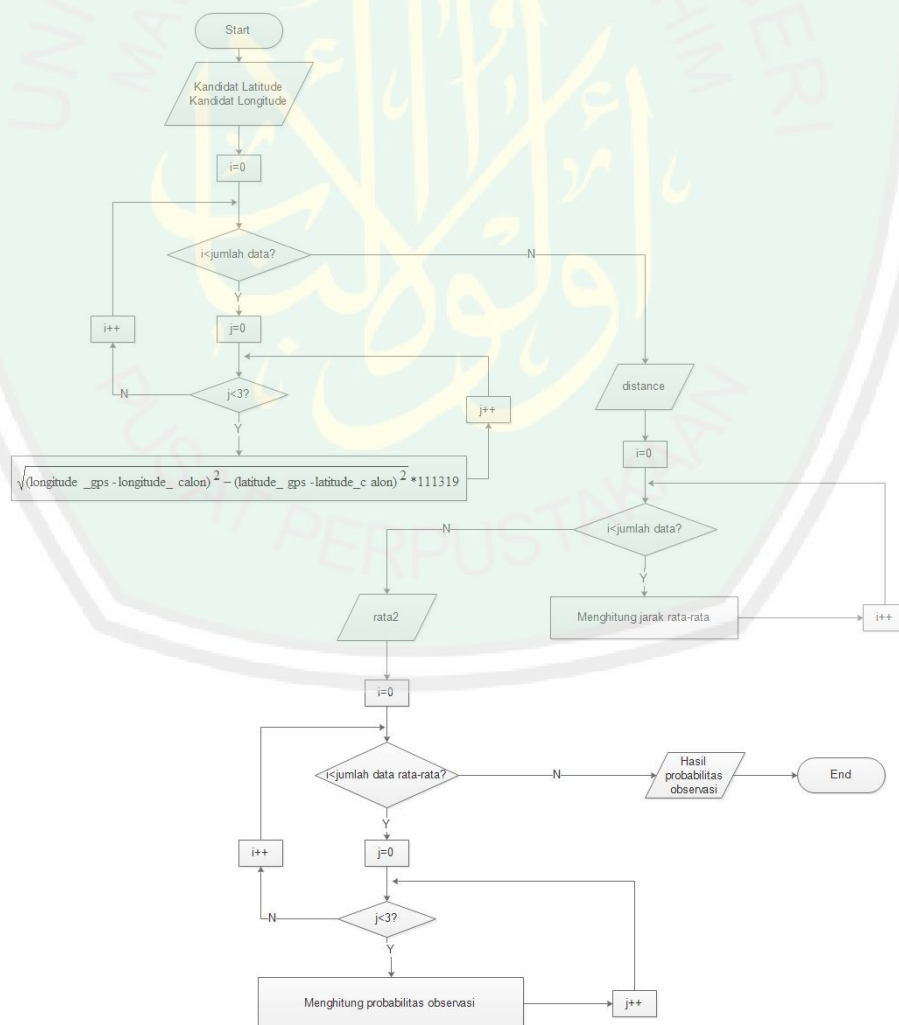 Start
Kandidat Latitude
Kandidat Longitude
i=0
i<jumlah data?
N
Y
i++
j=0
j<3?
N
Y
j++
√(longitude _gps -longitude_ calon) ² – (latitude_ gps -latitude_c alon) ² *111319
distance
i=0
i<jumlah data?
N
Y
Menghitung jarak rata-rata
i++
rata2
i=0
i<jumlah data rata-rata?
N
Hasil
probabilitas
observasi
End
Y
i++
j=0
j<3?
N
Y
Menghitung probabilitas observasi
j++
PUSAT PERPUSTAKAAN